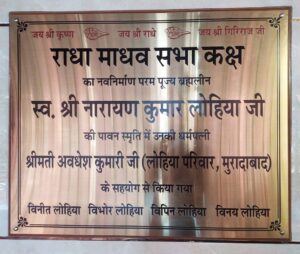 जय श्री कृष्णा जय श्री राधे जय श्री गिरिराज जी
राधा माधव सभा कक्ष
का नवनिर्माण परम पूज्य ब्रह्मलीन
स्व. श्री नारायण कुमार लोहिया जी
की पावन स्मृति में उनकी धर्मपत्नी
श्रीमती अवधेश कुमारी जी (लोहिया परिवार, मुरादाबाद)
के सहयोग से किया गया
विनीत लोहिया विभोर लोहिया विपिन लोहिया विनय लोहिया